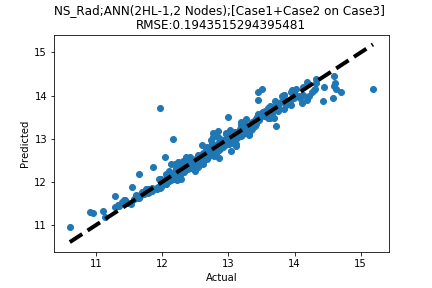 NS_Rad;ANN(2HL-1,2 Nodes);[Case1+Case2 on Case3]
RMSE:0.1943515294395481
15
14
13
12
11
Predicted
11 12 13 14 15
Actual